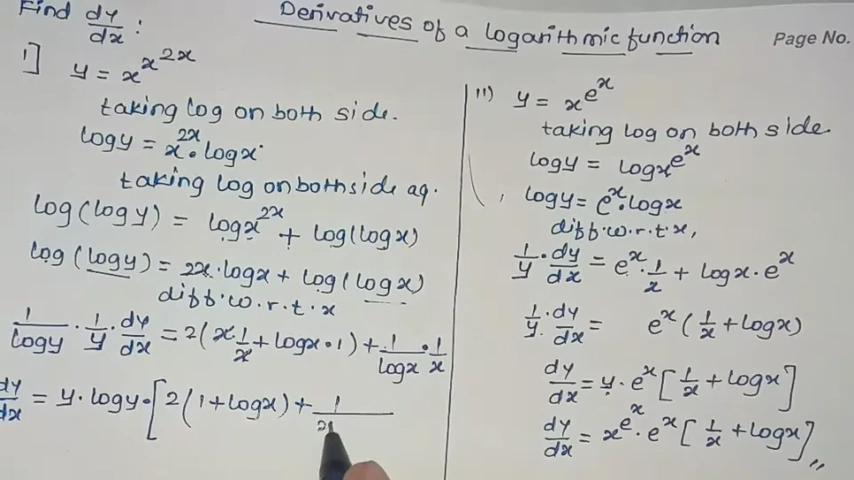 Find dy/dx :
Derivatives of a logarithmic function
Page No.
1] y = x^x^2x
taking log on both side.
log y = x^2x · log x
taking log on both side ag.
log (log y) = log x^2x + log (log x)
log (log y) = 2x · log x + log (log x)
diff · w · r · t · x
1/log y · 1/y · dy/dx = 2 (x · 1/x + log x · 1) + 1/log x · 1/x
dy/dx = y · log y · [2 (1 + log x) + 1/
11) y = x^e^x
taking log on both side
log y = log x^e^x
log y = e^x · log x
diff · w · r · t x,
1/y · dy/dx = e^x · 1/x + log x · e^x
1/y · dy/dx = e^x (1/x + log x)
dy/dx = y · e^x [1/x + log x]
dy/dx = x^e^x · e^x [1/x + log x] ,,